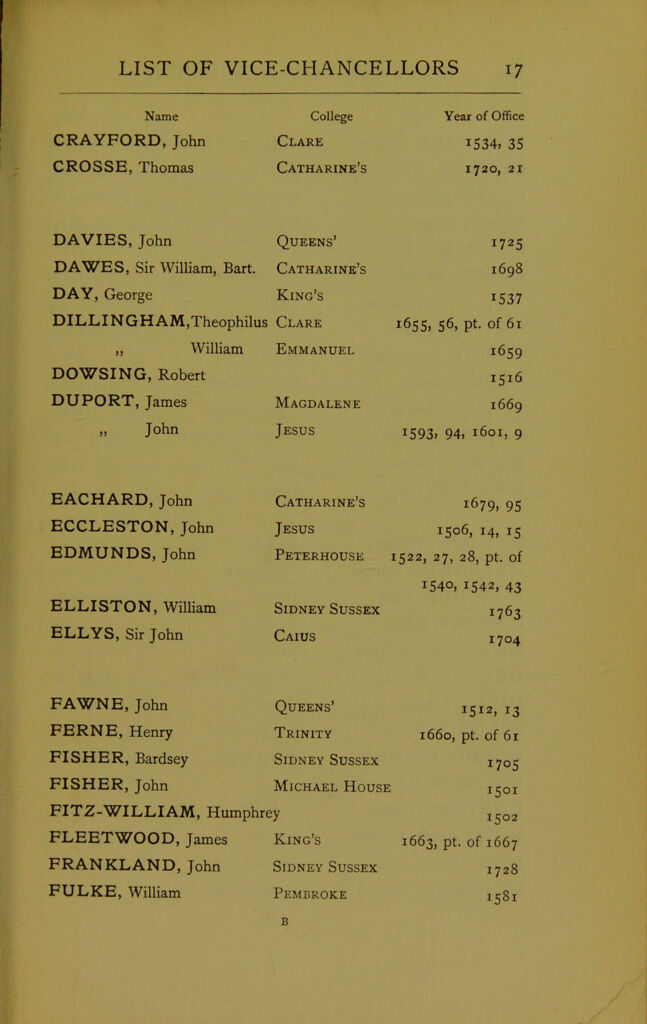 LIST OF VICE-CHANCELLORS 17
Name College Year of Office
CRAYFORD, John CLARE 1534, 35
CROSSE, Thomas CATHARINE'S 1720, 21
DAVIES, John QUEENS' 1725
DAWES, Sir William, Bart. CATHARINE'S 1698
DAY, George KING'S 1537
DILLINGHAM,Theophilus CLARE 1655, 56, pt. of 61
„ William EMMANUEL 1659
DOWSING, Robert 1516
DUPORT, James MAGDALENE 1669
„ John JESUS 1593, 94, 1601, 9
EACHARD, John CATHARINE'S 1679, 95
ECCLESTON, John JESUS 1506, 14, 15
EDMUNDS, John PETERHOUSE 1522, 27, 28, pt. of
1540, 1542, 43
ELLISTON, William SIDNEY SUSSEX 1763
ELLYS, Sir John CAIUS 1704
FAWNE, John QUEENS' 1512, 13
FERNE, Henry TRINITY 1660, pt. of 61
FISHER, Bardsey SIDNEY SUSSEX 1705
FISHER, John MICHAEL HOUSE 1501
FITZ-WILLIAM, Humphrey 1502
FLEETWOOD, James KING'S 1663, pt. of 1667
FRANKLAND, John SIDNEY SUSSEX 1728
FULKE, William PEMBROKE 1581
B